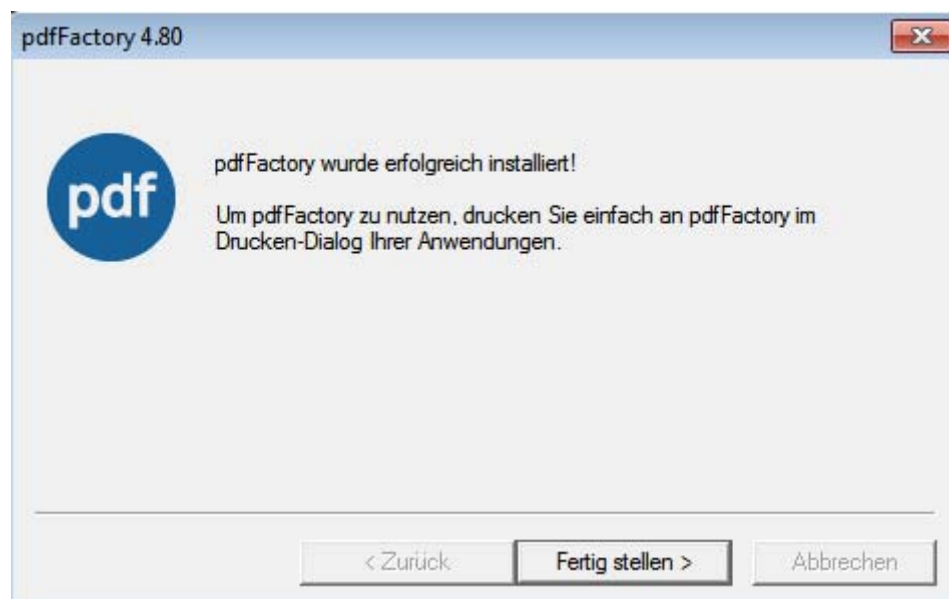 pdfFactory 4.80
pdf
pdfFactory wurde erfolgreich installiert!
Um pdfFactory zu nutzen, drucken Sie einfach an pdfFactory im
Drucken-Dialog Ihrer Anwendungen.
< Zurück
Fertig stellen >
Abbrechen